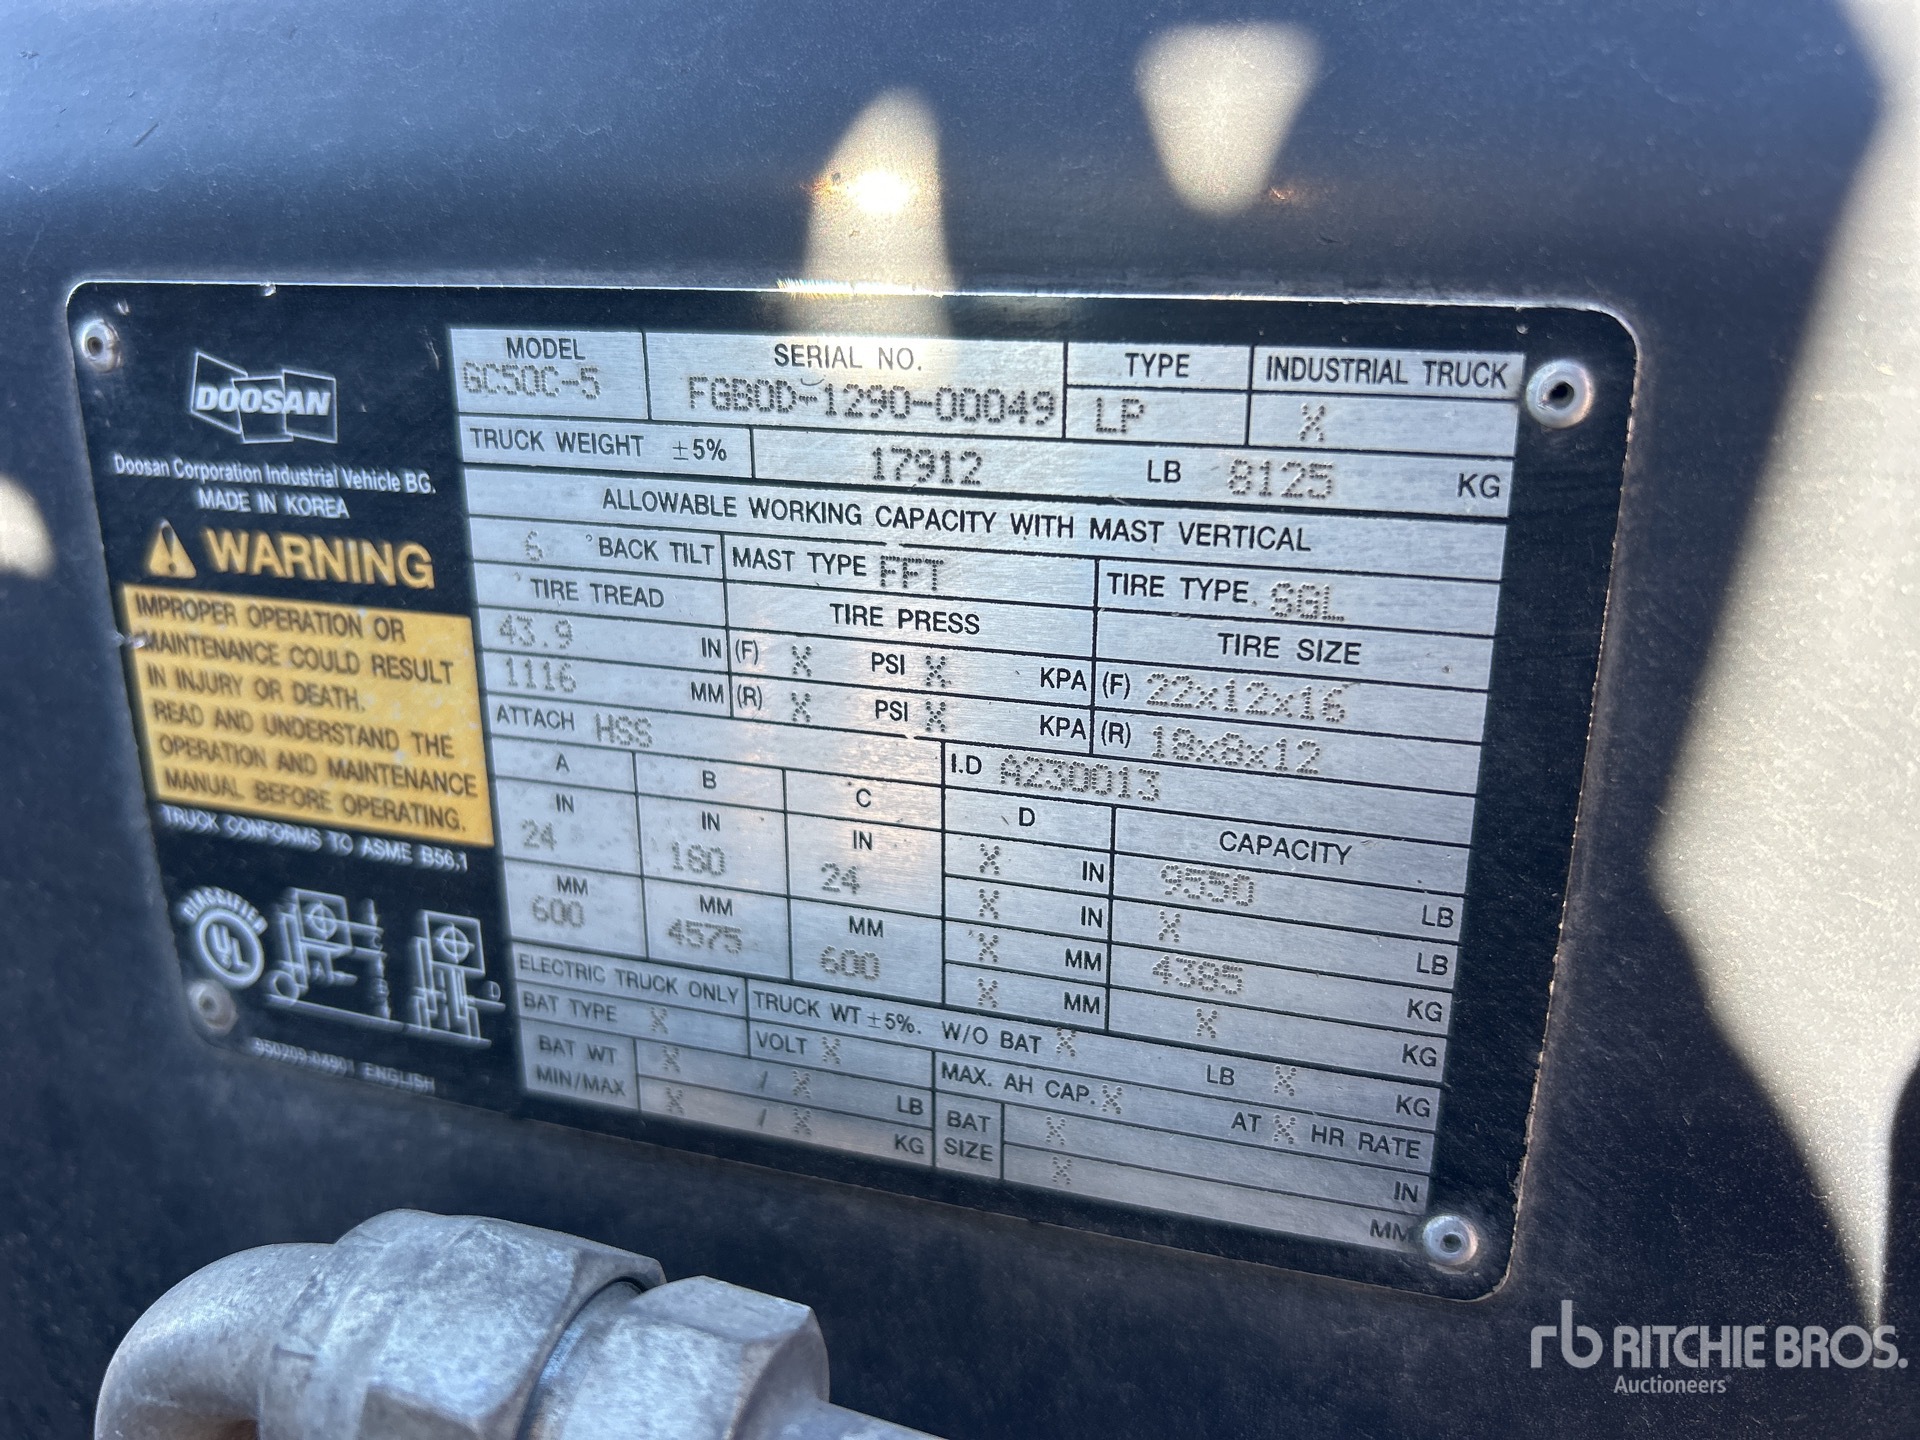 DOOSAN
Doosan Corporation Industrial Vehicle BG.
MADE IN KOREA
WARNING
IMPROPER OPERATION OR
MAINTENANCE COULD RESULT
IN INJURY OR DEATH.
READ AND UNDERSTAND THE
OPERATION AND MAINTENANCE
MANUAL BEFORE OPERATING.
TRUCK CONFORMS TO ASME B56.1
CLASSIFIED
UL
A
950209-04901 ENGLISH
MODEL SERIAL NO. TYPE INDUSTRIAL TRUCK
GC50C-5 FGB0D-1290-00049 LP X
TRUCK WEIGHT ±5% 17912 LB 8125 KG
ALLOWABLE WORKING CAPACITY WITH MAST VERTICAL
6 ° BACK TILT MAST TYPE FFT TIRE TYPE SGL
TIRE TREAD TIRE PRESS TIRE SIZE
43.9 IN (F) X PSI X KPA (F) 22x12x16
1116 MM (R) X PSI X KPA (R) 18x8x12
ATTACH HSS I.D A230013
A B C D CAPACITY
IN IN IN X IN 9550 LB
24 180 24 X IN X LB
MM MM MM X MM 4385 KG
600 4575 600 X MM X KG
ELECTRIC TRUCK ONLY TRUCK WT ±5%. W/O BAT X LB X KG
BAT TYPE X VOLT X MAX. AH CAP. X AT X HR RATE
BAT WT X / X LB BAT X IN
MIN/MAX X / X KG SIZE X MM
rb RITCHIE BROS.
Auctioneers